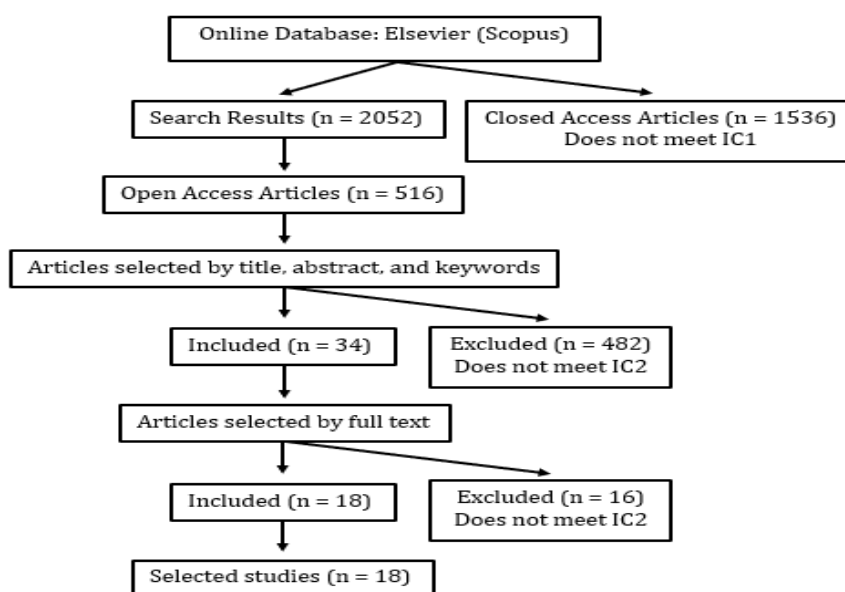 Online Database: Elsevier (Scopus)
Search Results (n = 2052)
Closed Access Articles (n = 1536)
Does not meet IC1
Open Access Articles (n = 516)
Articles selected by title, abstract, and keywords
Included (n = 34)
Excluded (n = 482)
Does not meet IC2
Articles selected by full text
Included (n = 18)
Excluded (n = 16)
Does not meet IC2
Selected studies (n = 18)